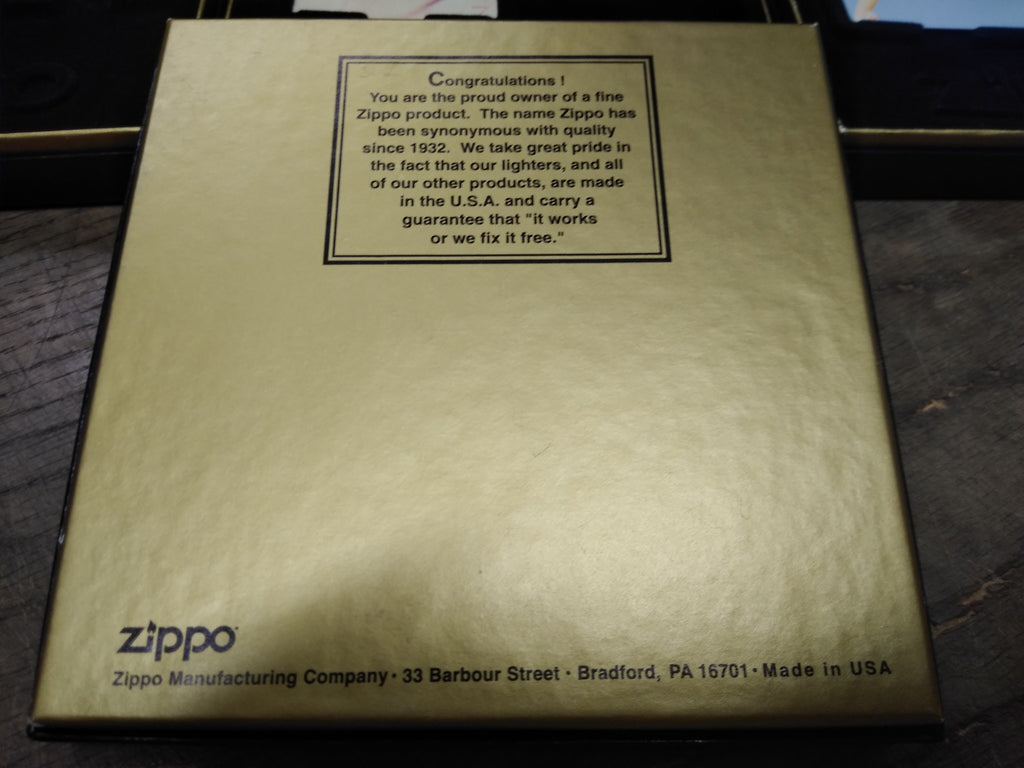 Congratulations !
You are the proud owner of a fine
Zippo product. The name Zippo has
been synonymous with quality
since 1932. We take great pride in
the fact that our lighters, and all
of our other products, are made
in the U.S.A. and carry a
guarantee that "it works
or we fix it free."
zippo
Zippo Manufacturing Company · 33 Barbour Street · Bradford, PA 16701 · Made in USA